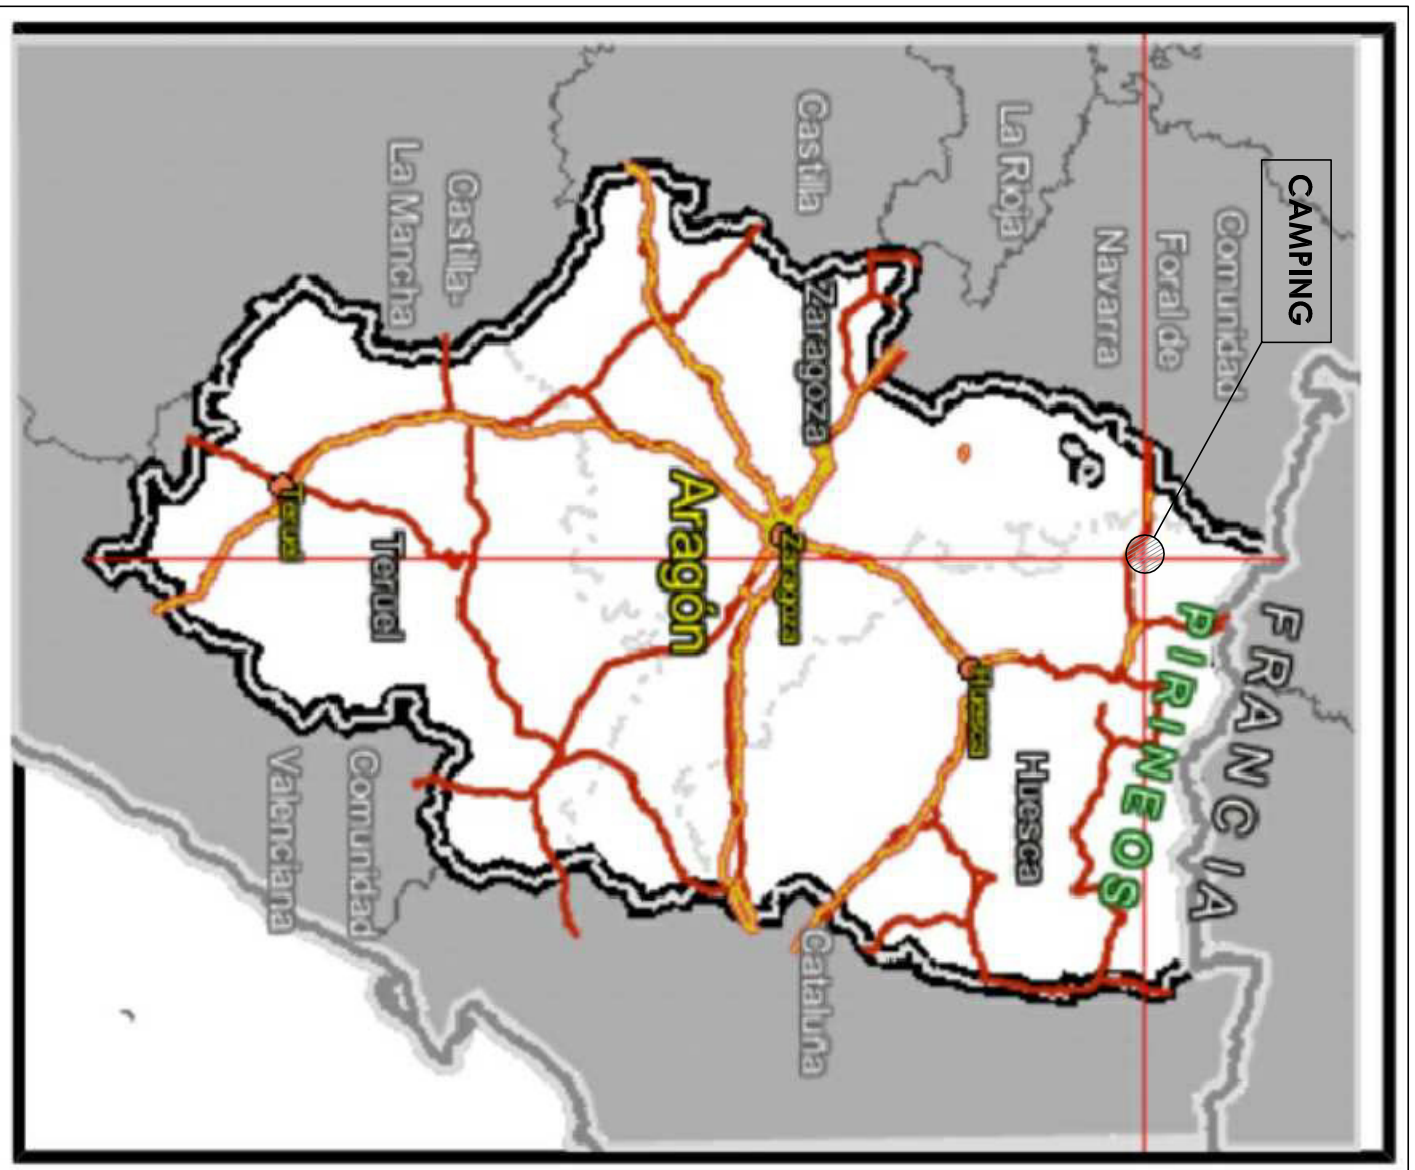 CAMPING
FRANCIA
PIRINEOS
Comunidad
Foral de
Navarra
La Rioja
Huesca
Huesca
Castilla
Zaragoza
Zaragoza
Cataluña
Aragón
Castilla-
La Mancha
Teruel
Comunidad
Valenciana
Teruel